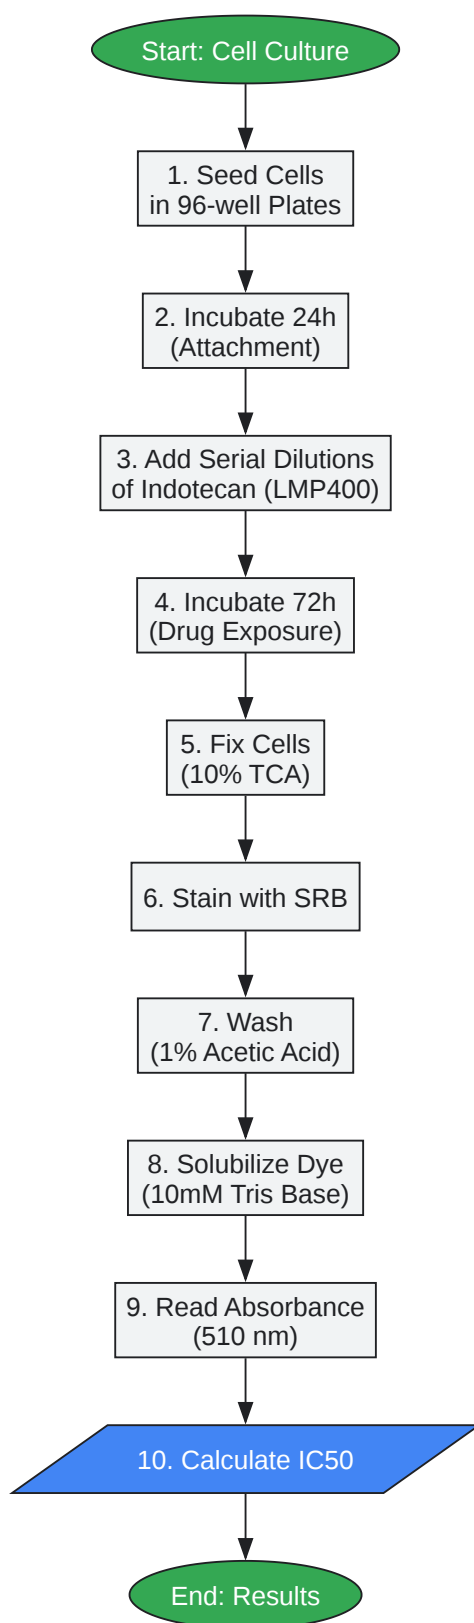 Start: Cell Culture
1. Seed Cells
in 96-well Plates
2. Incubate 24h
(Attachment)
3. Add Serial Dilutions
of Indotecan (LMP400)
4. Incubate 72h
(Drug Exposure)
5. Fix Cells
(10% TCA)
6. Stain with SRB
7. Wash
(1% Acetic Acid)
8. Solubilize Dye
(10mM Tris Base)
9. Read Absorbance
(510 nm)
10. Calculate IC50
End: Results